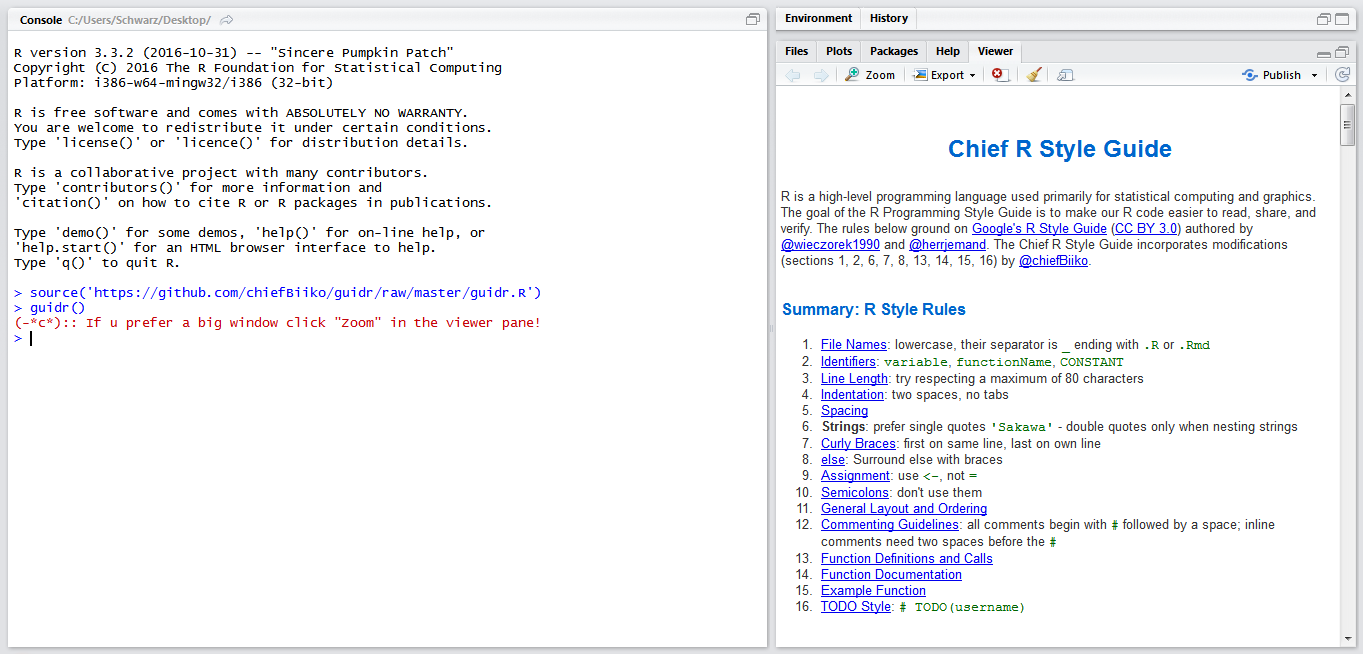 Console C:/Users/Schwarz/Desktop/
R version 3.3.2 (2016-10-31) -- "Sincere Pumpkin Patch"
Copyright (C) 2016 The R Foundation for Statistical Computing
Platform: i386-w64-mingw32/i386 (32-bit)
R is free software and comes with ABSOLUTELY NO WARRANTY.
You are welcome to redistribute it under certain conditions.
Type 'license()' or 'licence()' for distribution details.
R is a collaborative project with many contributors.
Type 'contributors()' for more information and
'citation()' on how to cite R or R packages in publications.
Type 'demo()' for some demos, 'help()' for on-line help, or
'help.start()' for an HTML browser interface to help.
Type 'q()' to quit R.
> source('https://github.com/chiefBiiko/guidr/raw/master/guidr.R')
> guidr()
(-*c*):: If u prefer a big window click "Zoom" in the viewer pane!
>
Environment History
Files Plots Packages Help Viewer
Zoom Export Publish
Chief R Style Guide
R is a high-level programming language used primarily for statistical computing and graphics.
The goal of the R Programming Style Guide is to make our R code easier to read, share, and
verify. The rules below ground on Google's R Style Guide (CC BY 3.0) authored by
@wieczorek1990 and @herrjemand. The Chief R Style Guide incorporates modifications
(sections 1, 2, 6, 7, 8, 13, 14, 15, 16) by @chiefBiiko.
Summary: R Style Rules
1. File Names: lowercase, their separator is _ ending with .R or .Rmd
2. Identifiers: variable, functionName, CONSTANT
3. Line Length: try respecting a maximum of 80 characters
4. Indentation: two spaces, no tabs
5. Spacing
6. Strings: prefer single quotes 'Sakawa' - double quotes only when nesting strings
7. Curly Braces: first on same line, last on own line
8. else: Surround else with braces
9. Assignment: use <-, not =
10. Semicolons: don't use them
11. General Layout and Ordering
12. Commenting Guidelines: all comments begin with # followed by a space; inline
comments need two spaces before the #
13. Function Definitions and Calls
14. Function Documentation
15. Example Function
16. TODO Style: # TODO(username)